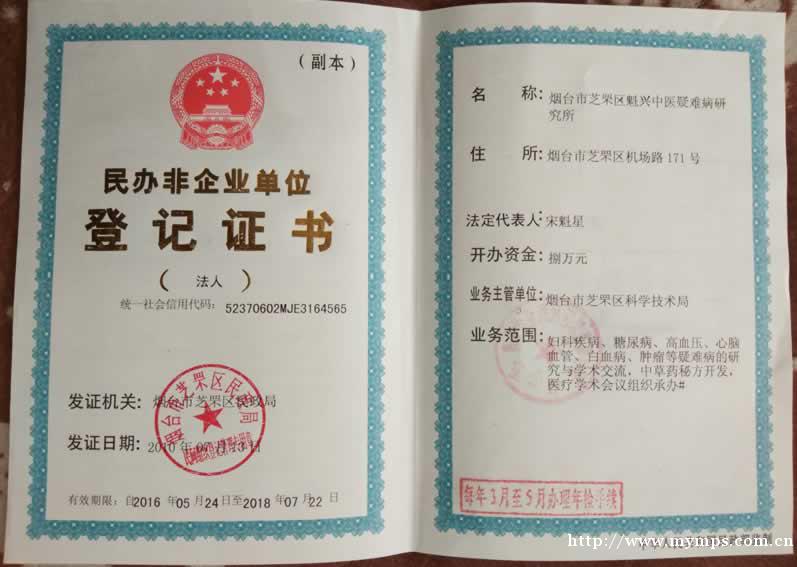 (副本)
民办非企业单位
登记证书
( 法人 )
统一社会信用代码： 52370602MJE3164565
发证机关： 烟台市芝罘区民政局
发证日期： 2010 年 07 月 23 日
有效期限：自2016 年05 月24日至2018 年07 月22 日
名 称： 烟台市芝罘区魁兴中医疑难病研
究所
住 所： 烟台市芝罘区机场路 171 号
法定代表人： 宋魁星
开办资金： 捌万元
业务主管单位： 烟台市芝罘区科学技术局
业务范围： 妇科疾病、糖尿病、高血压、心脑
血管、白血病、肿瘤等疑难病的研
究与学术交流，中草药秘方开发，
医疗学术会议组织承办#
每年3月至5月办理年检手续
http://www.mymps.com.cn